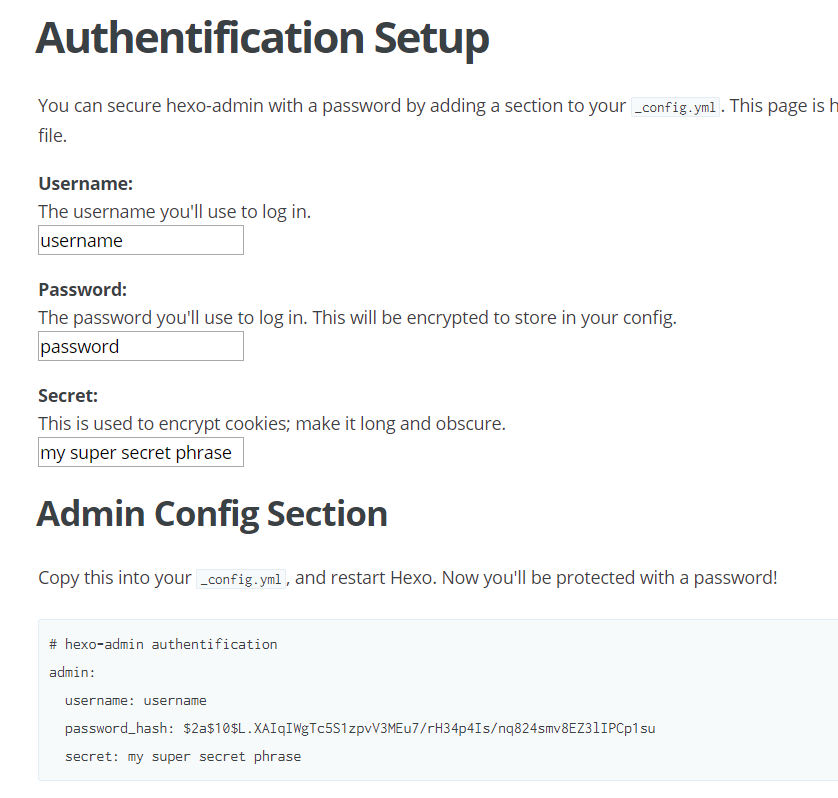 Authentification Setup
You can secure hexo-admin with a password by adding a section to your _config.yml. This page is h
file.
Username:
The username you'll use to log in.
username
Password:
The password you'll use to log in. This will be encrypted to store in your config.
password
Secret:
This is used to encrypt cookies; make it long and obscure.
my super secret phrase
Admin Config Section
Copy this into your _config.yml, and restart Hexo. Now you'll be protected with a password!
# hexo-admin authentification
admin:
username: username
password_hash: $2a$10$L.XAIqIWgTc5S1zpvV3MEu7/rH34p4Is/nq824smv8EZ3lIPCp1su
secret: my super secret phrase